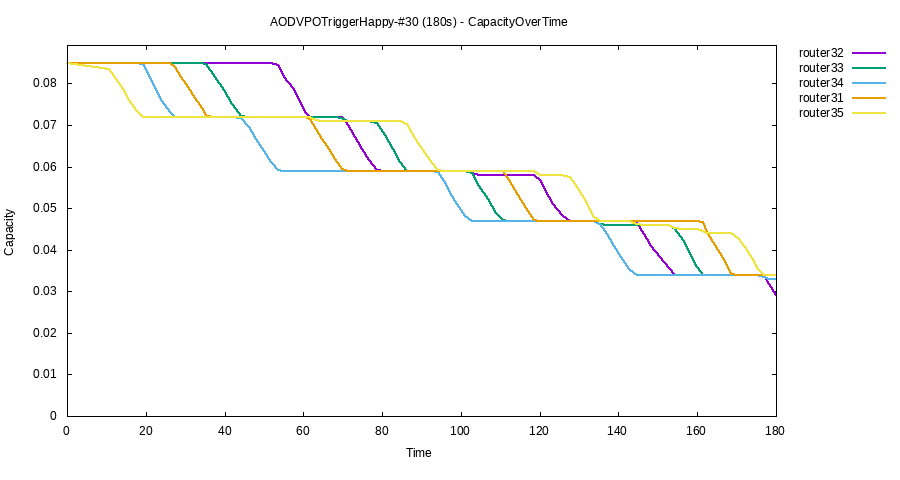 AODVPOTriggerHappy-#30 (180s) - CapacityOverTime
router32
router33
router34
router31
router35
0.08
0.07
0.06
0.05
0.04
0.03
0.02
0.01
0
Capacity
0 20 40 60 80 100 120 140 160 180
Time